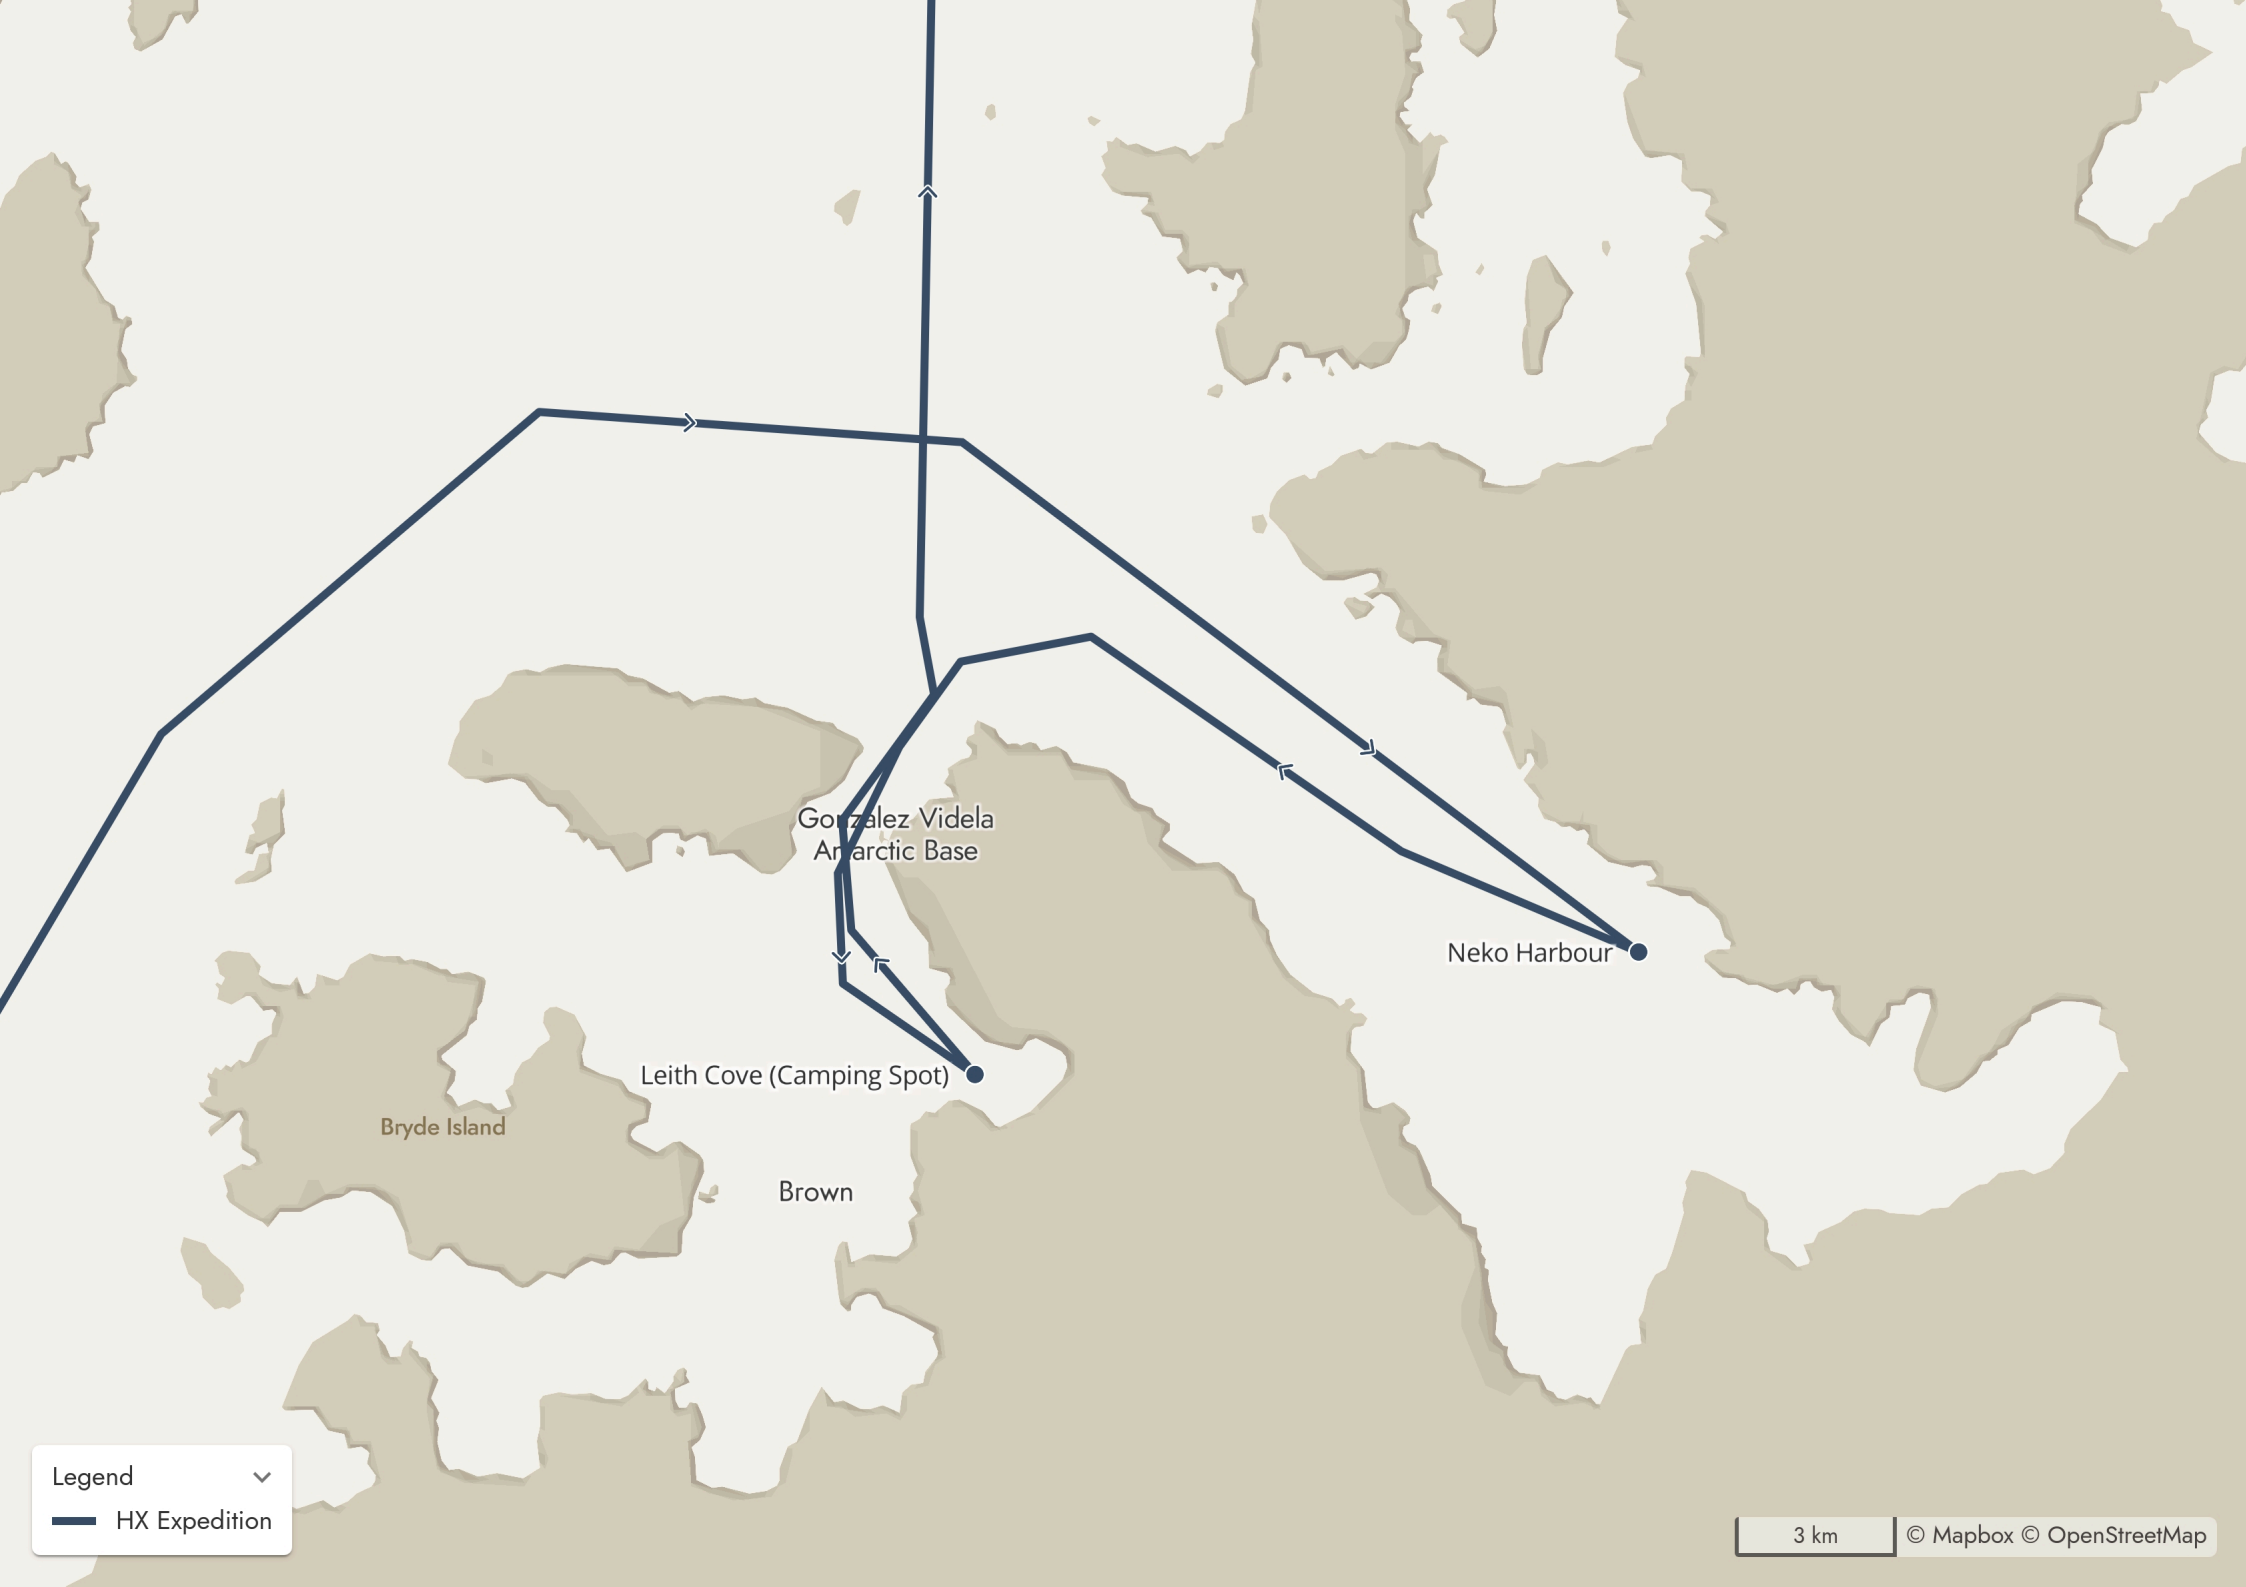 Gonzalez Videla
Antarctic Base
Neko Harbour
Leith Cove (Camping Spot)
Bryde Island
Brown
Legend
HX Expedition
3 km
© Mapbox © OpenStreetMap